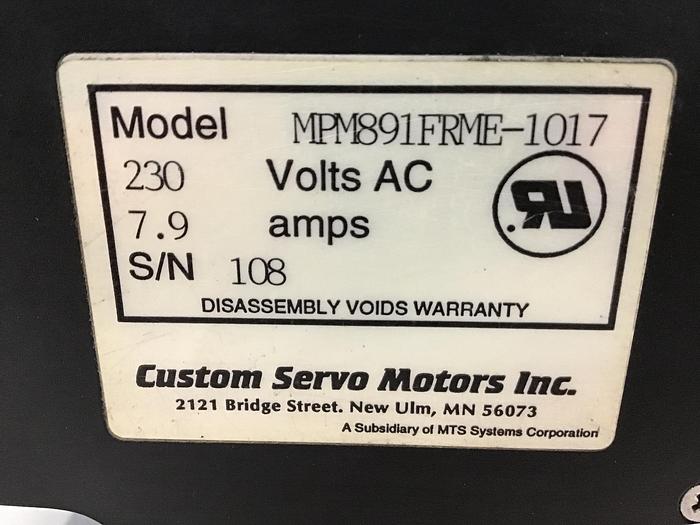 Model MPM891FRME-1017
230 Volts AC
7.9 amps
S/N 108
DISASSEMBLY VOIDS WARRANTY
Custom Servo Motors Inc.
2121 Bridge Street. New Ulm, MN 56073
A Subsidiary of MTS Systems Corporation